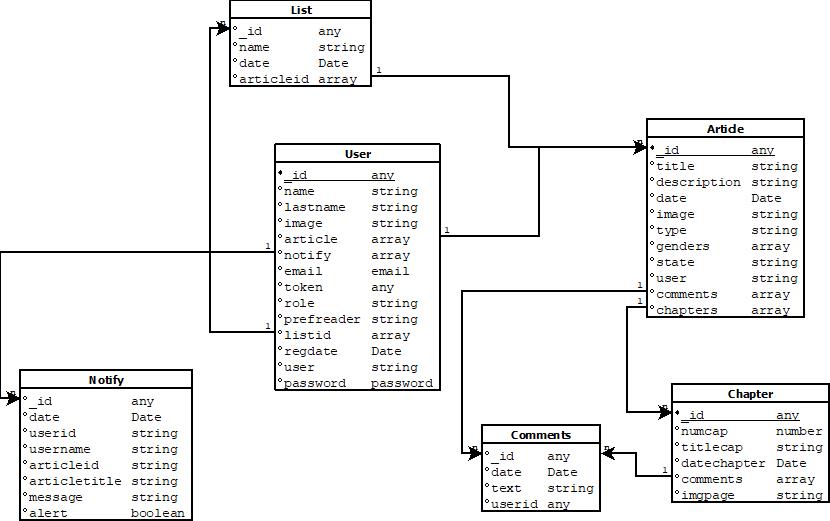 List
_id any
name string
date Date
articleid array
User
_id any
name string
lastname string
image string
article array
notify array
email email
token any
role string
prefreader string
listid array
regdate Date
user string
password password
Article
_id any
title string
description string
date Date
image string
type string
genders array
state string
user string
comments array
chapters array
Notify
_id any
date Date
userid string
username string
articleid string
articletitle string
message string
alert boolean
Comments
_id any
date Date
text string
userid any
Chapter
_id any
numcap number
titlecap string
datechapter Date
comments array
imgpage string
1
1
1
1
1
1
1
n
n
n
n
n
n